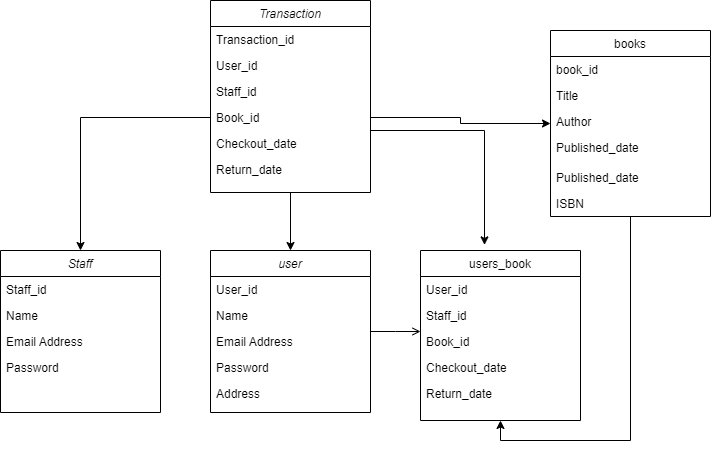 Transaction
Transaction_id
User_id
Staff_id
Book_id
Checkout_date
Return_date
books
book_id
Title
Author
Published_date
Published_date
ISBN
Staff
Staff_id
Name
Email Address
Password
user
User_id
Name
Email Address
Password
Address
users_book
User_id
Staff_id
Book_id
Checkout_date
Return_date